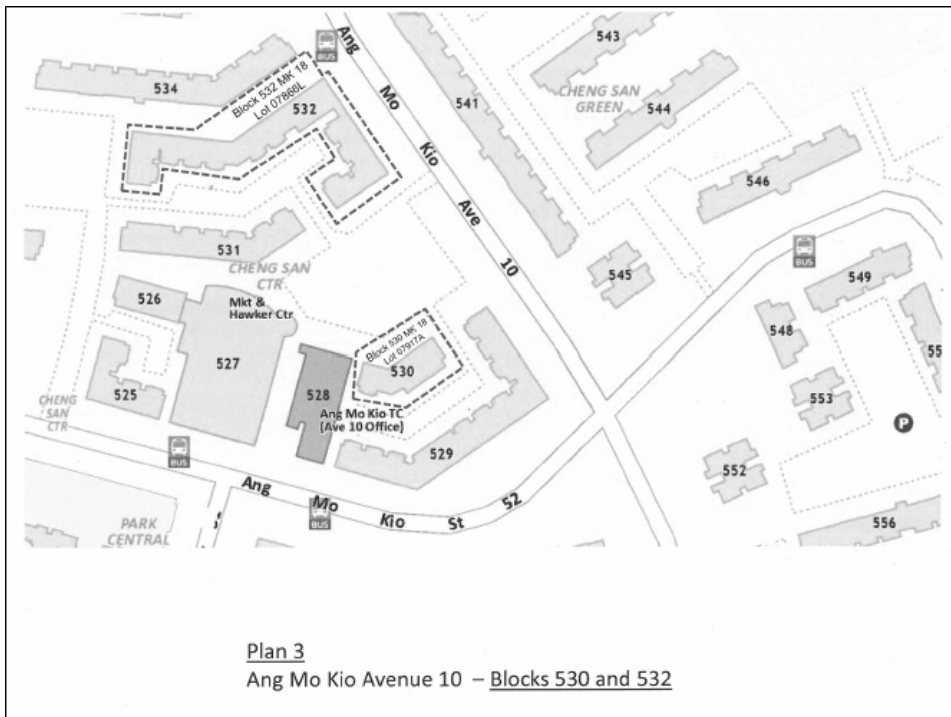 BUS
Ang Mo Kio Ave 10
534
Block 532 MK 18
Lot 07866L
532
541
543
CHENG SAN
GREEN
544
546
531
CHENG SAN
CTR
526
Mkt &
Hawker Ctr
527
545
BUS
549
548
Block 530 MK 18
Lot 07917A
530
525
528
Ang Mo Kio TC
(Ave 10 Office)
529
CHENG
SAN
CTR
553
P
552
BUS
Ang Mo Kio St 52
BUS
PARK
CENTRAL
556
Plan 3
Ang Mo Kio Avenue 10 – Blocks 530 and 532